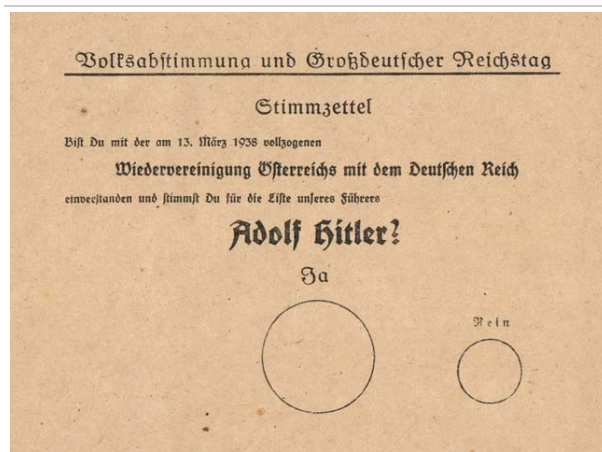 Volksabstimmung und Großdeutscher Reichstag
Stimmzettel
Bist Du mit der am 13. März 1938 vollzogenen
Wiedervereinigung Österreichs mit dem Deutschen Reich
einverstanden und stimmst Du für die Liste unseres Führers
Adolf Hitler?
Ja
Nein